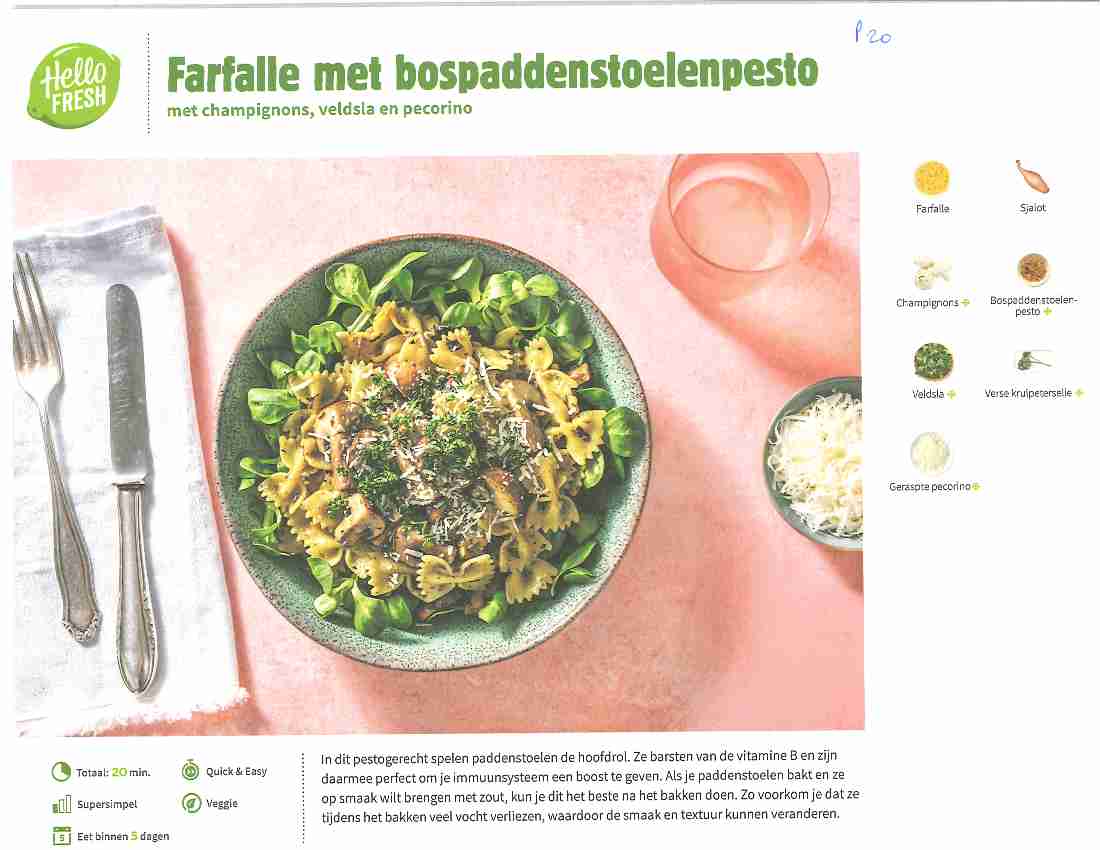 P 20
Hello
FRESH
Farfalle met bospaddenstoelenpesto
met champignons, veldsla en pecorino
Farfalle
Sjalot
Champignons
Bospaddenstoelen-
pesto
Veldsla
Verse krulpeterselie
Geraspte pecorino
Totaal: 20 min.
Quick & Easy
Supersimpel
Veggie
5
Eet binnen 5 dagen
In dit pestogerecht spelen paddenstoelen de hoofdrol. Ze barsten van de vitamine B en zijn
daarmee perfect om je immuunsysteem een boost te geven. Als je paddenstoelen bakt en ze
op smaak wilt brengen met zout, kun je dit het beste na het bakken doen. Zo voorkom je dat ze
tijdens het bakken veel vocht verliezen, waardoor de smaak en textuur kunnen veranderen.